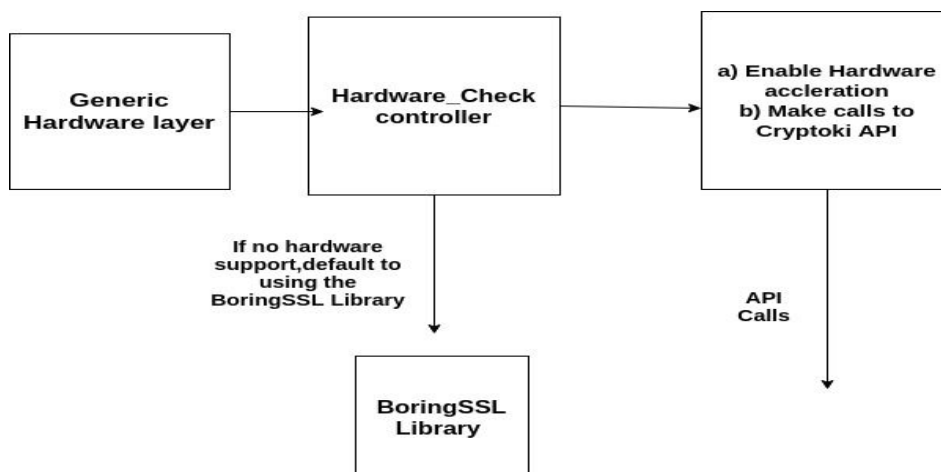 Generic
Hardware layer
Hardware_Check
controller
a) Enable Hardware
accleration
b) Make calls to
Cryptoki API
If no hardware
support,default to
using the
BoringSSL Library
API
Calls
BoringSSL
Library